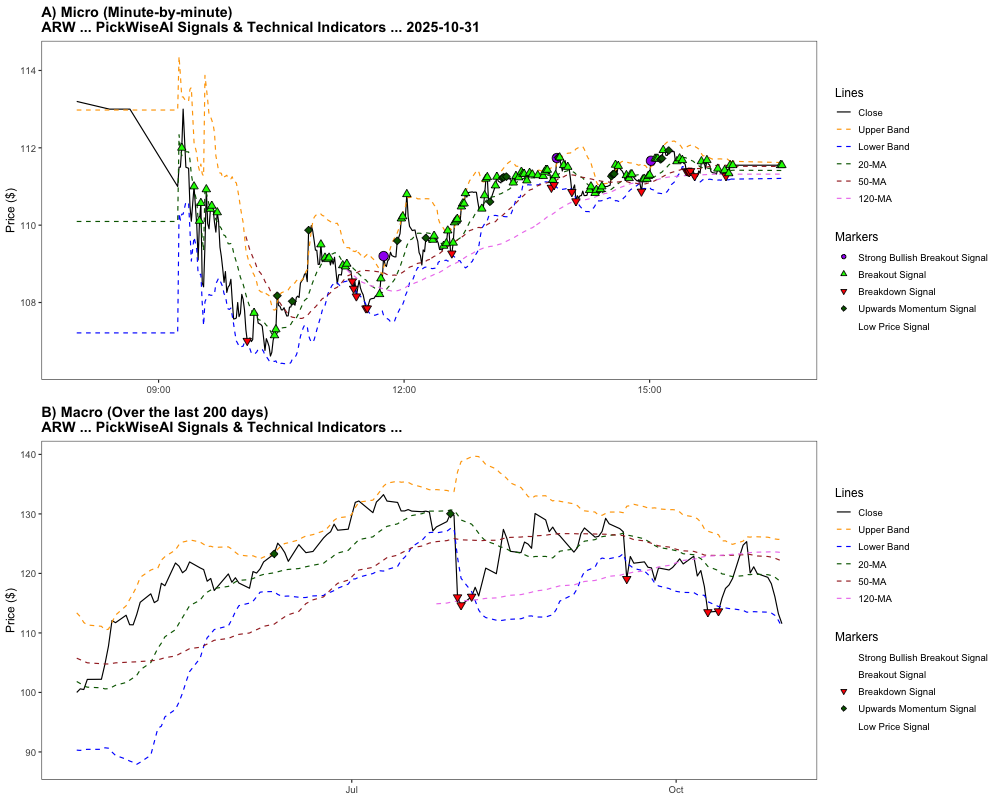 A) Micro (Minute-by-minute)
ARW ... PickWiseAI Signals & Technical Indicators ... 2025-10-31
Price ($)
114
112
110
108
09:00
12:00
15:00
Lines
Close
Upper Band
Lower Band
20-MA
50-MA
120-MA
Markers
Strong Bullish Breakout Signal
Breakout Signal
Breakdown Signal
Upwards Momentum Signal
Low Price Signal
B) Macro (Over the last 200 days)
ARW ... PickWiseAI Signals & Technical Indicators ...
Price ($)
140
130
120
110
100
90
Jul
Oct
Lines
Close
Upper Band
Lower Band
20-MA
50-MA
120-MA
Markers
Strong Bullish Breakout Signal
Breakout Signal
Breakdown Signal
Upwards Momentum Signal
Low Price Signal